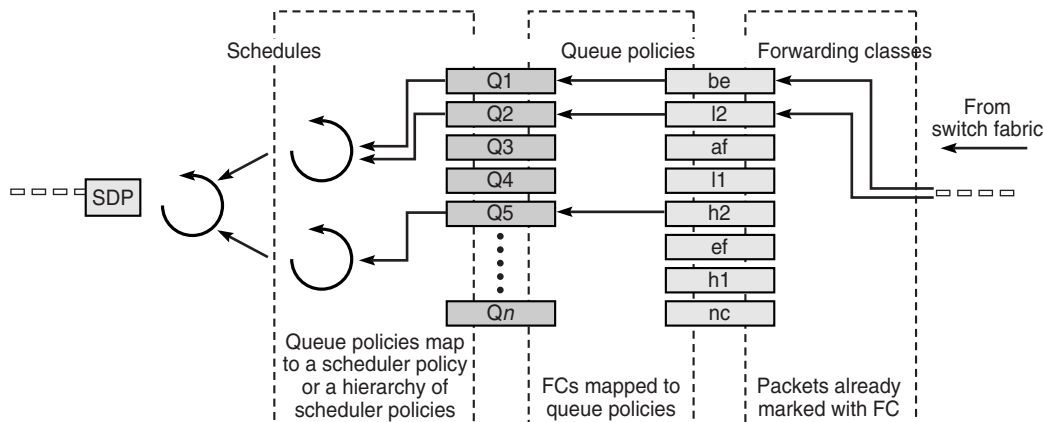 Schedules
Queue policies
Forwarding classes
Q1
be
Q2
l2
Q3
af
Q4
l1
Q5
h2
ef
h1
Qn
nc
From
switch fabric
SDP
Queue policies map
to a scheduler policy
or a hierarchy of
scheduler policies
FCs mapped to
queue policies
Packets already
marked with FC